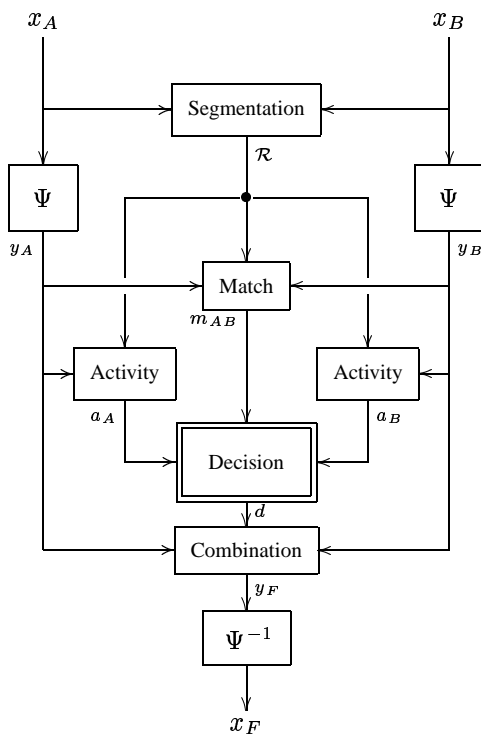 x_A x_B
Segmentation
ℛ
Ψ Ψ
y_A y_B
Match
m_AB
Activity Activity
a_A a_B
Decision
d
Combination
y_F
Ψ⁻¹
x_F